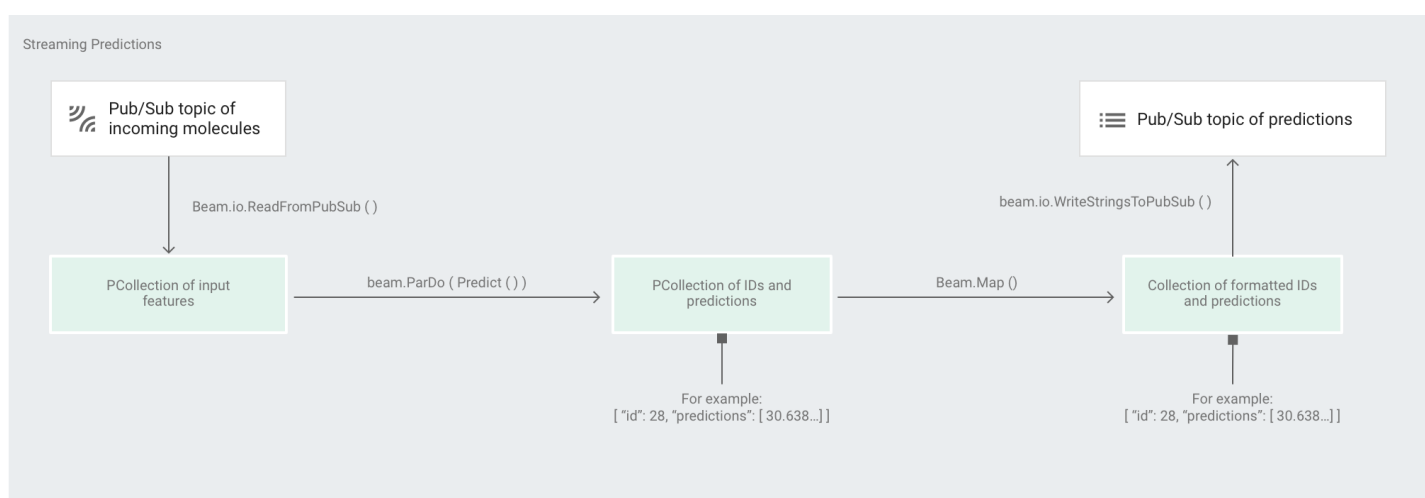 Streaming Predictions
Pub/Sub topic of
incoming molecules
Pub/Sub topic of predictions
Beam.io.ReadFromPubSub ( )
beam.io.WriteStringsToPubSub ( )
PCollection of input
features
beam.ParDo ( Predict ( ) )
PCollection of IDs and
predictions
Beam.Map ()
Collection of formatted IDs
and predictions
For example:
[ “id”: 28, “predictions”: [ 30.638…] ]
For example:
[ “id”: 28, “predictions”: [ 30.638…] ]